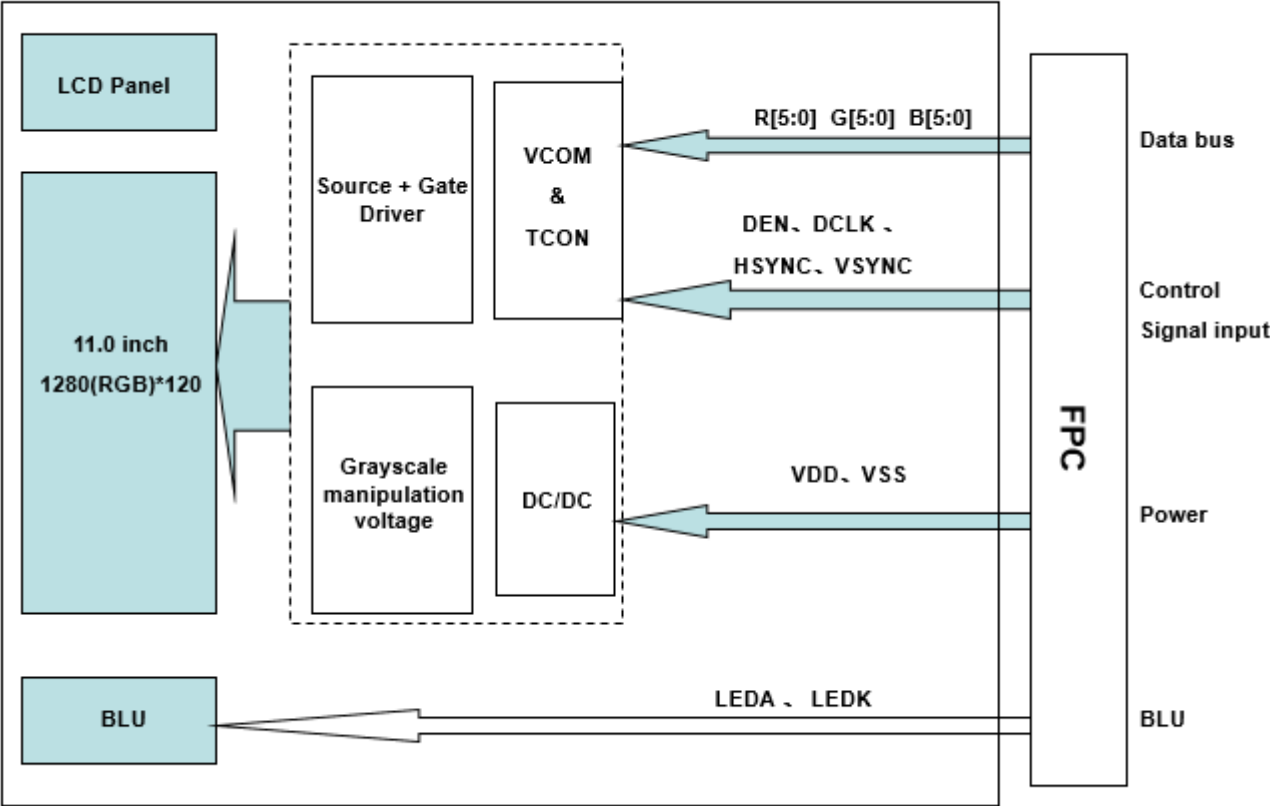 LCD Panel
11.0 inch
1280(RGB)*120
BLU
Source + Gate
Driver
VCOM
&
TCON
Grayscale
manipulation
voltage
DC/DC
R[5:0] G[5:0] B[5:0]
DEN、DCLK 、
HSYNC、VSYNC
VDD、VSS
LEDA 、 LEDK
FPC
Data bus
Control
Signal input
Power
BLU